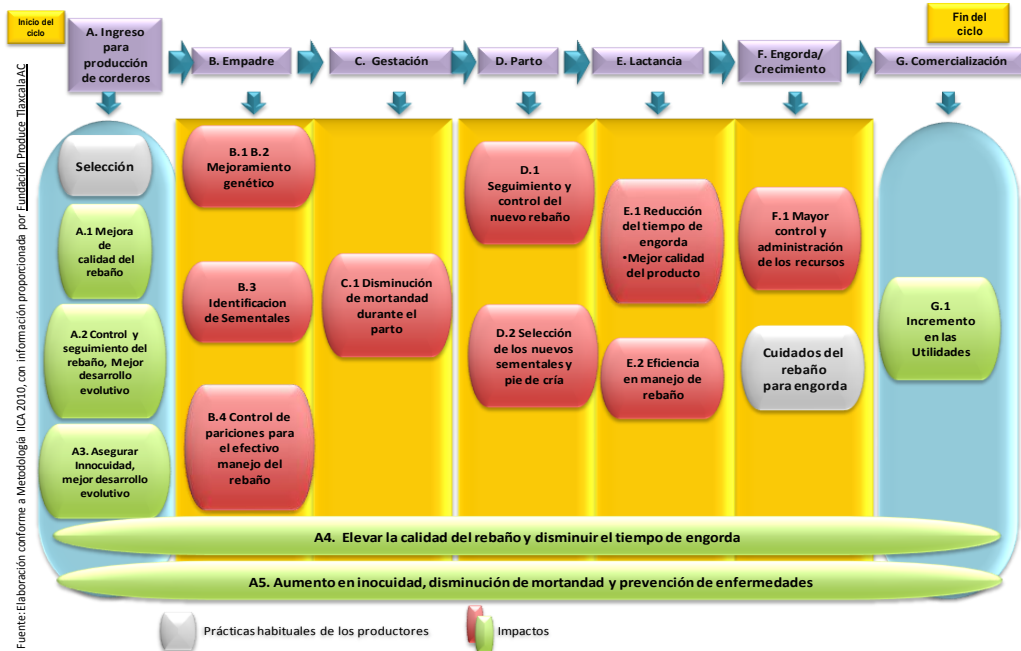 Inicio del
ciclo
A. Ingreso
para
producción
de corderos
B. Empadre
C. Gestación
D. Parto
E. Lactancia
F. Engorda/
Crecimiento
Fin del
ciclo
G. Comercialización
Selección
A.1 Mejora
de
calidad del
rebaño
A.2 Control y
seguimiento del
rebaño, Mejor
desarrollo
evolutivo
A3. Asegurar
Innocuidad,
mejor desarrollo
evolutivo
B.1 B.2
Mejoramiento
genético
B.3
Identificacion
de Sementales
B.4 Control de
pariciones para
el efectivo
manejo del
rebaño
C.1 Disminución
de mortandad
durante el
parto
D.1
Seguimiento y
control del
nuevo rebaño
D.2 Selección
de los nuevos
sementales y
pie de cría
E.1 Reducción
del tiempo de
engorda
•Mejor calidad
del producto
E.2 Eficiencia
en manejo de
rebaño
F.1 Mayor
control y
administración
de los recursos
Cuidados del
rebaño
para engorda
G.1
Incremento
en las
Utilidades
A4. Elevar la calidad del rebaño y disminuir el tiempo de engorda
A5. Aumento en inocuidad, disminución de mortandad y prevención de enfermedades
Prácticas habituales de los productores
Impactos
Fuente: Elaboración conforme a Metodología IICA 2010, con información proporcionada por Fundación Produce Tlaxcala AC